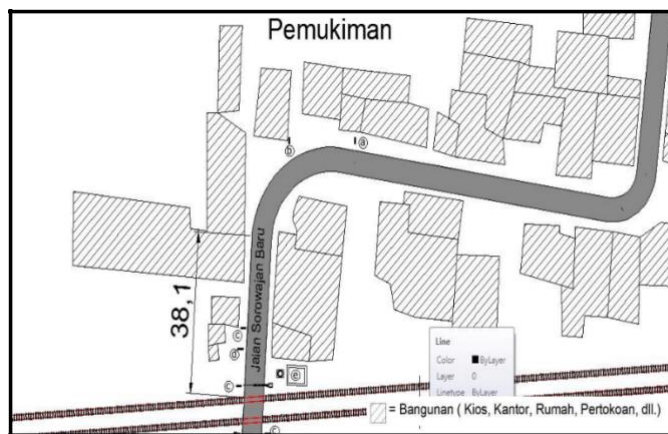 Pemukiman
ⓐ
ⓑ
Jalan Sorowajan Baru
38,1
ⓒ
ⓓ
ⓔ
ⓒ
Line
Color ByLayer
Layer 0
Linetype ByLayer
= Bangunan ( Kios, Kantor, Rumah, Pertokoan, dll.)
ⓒ